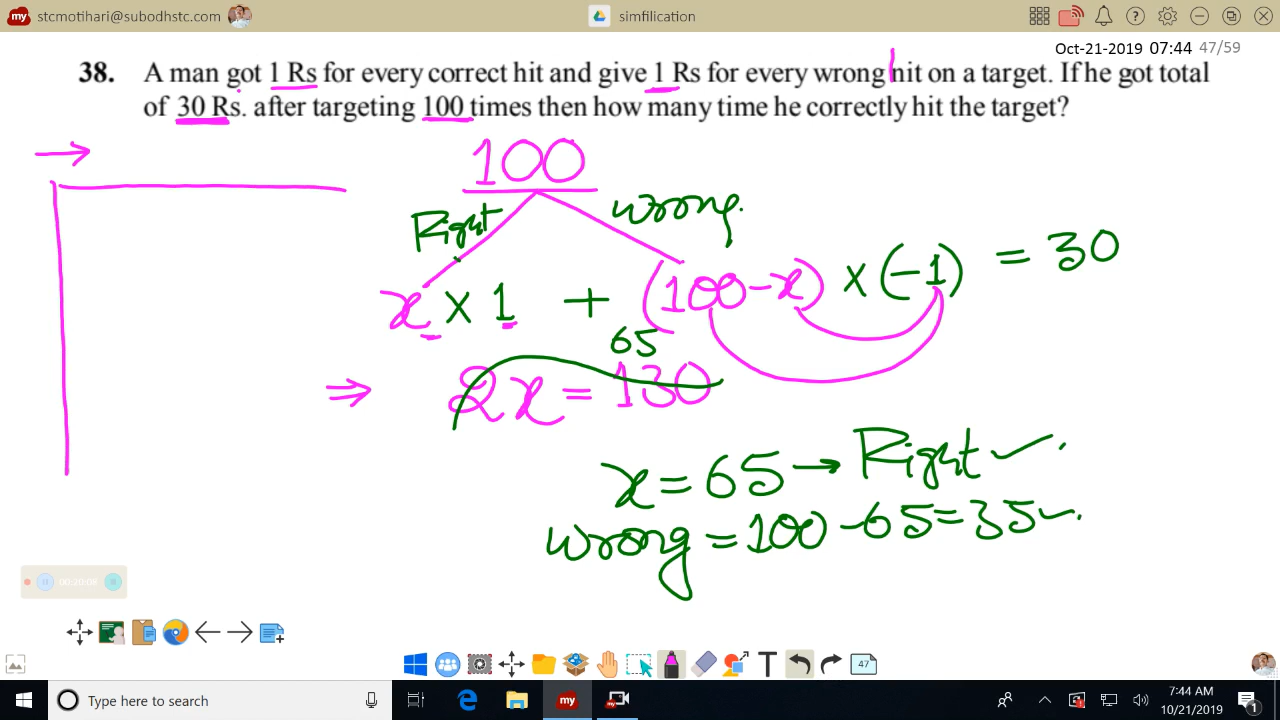 stcmotihari@subodhstc.com
simfilication
Oct-21-2019 07:44 47/59
38. A man got 1 Rs for every correct hit and give 1 Rs for every wrong hit on a target. If he got total
of 30 Rs. after targeting 100 times then how many time he correctly hit the target?
100
Right wrong.
x × 1 + (100-x) × (-1) = 30
65
⇒ 2x = 130
x = 65 → Right ✓
wrong = 100 - 65 = 35 ✓
00:20:06
47
Type here to search
7:44 AM
10/21/2019